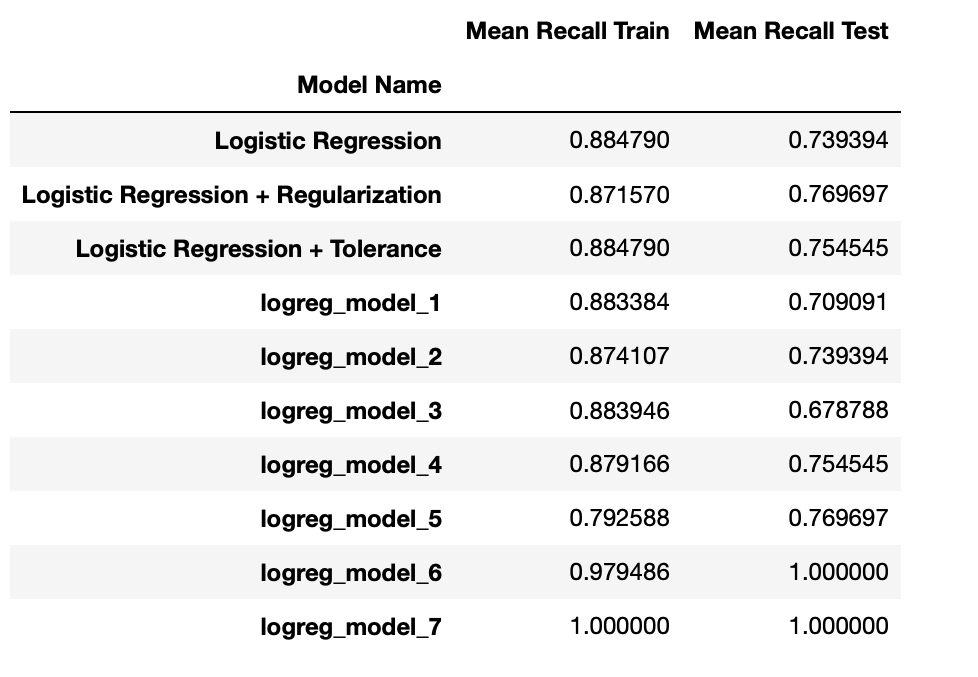 Mean Recall Train Mean Recall Test
Model Name
Logistic Regression 0.884790 0.739394
Logistic Regression + Regularization 0.871570 0.769697
Logistic Regression + Tolerance 0.884790 0.754545
logreg_model_1 0.883384 0.709091
logreg_model_2 0.874107 0.739394
logreg_model_3 0.883946 0.678788
logreg_model_4 0.879166 0.754545
logreg_model_5 0.792588 0.769697
logreg_model_6 0.979486 1.000000
logreg_model_7 1.000000 1.000000